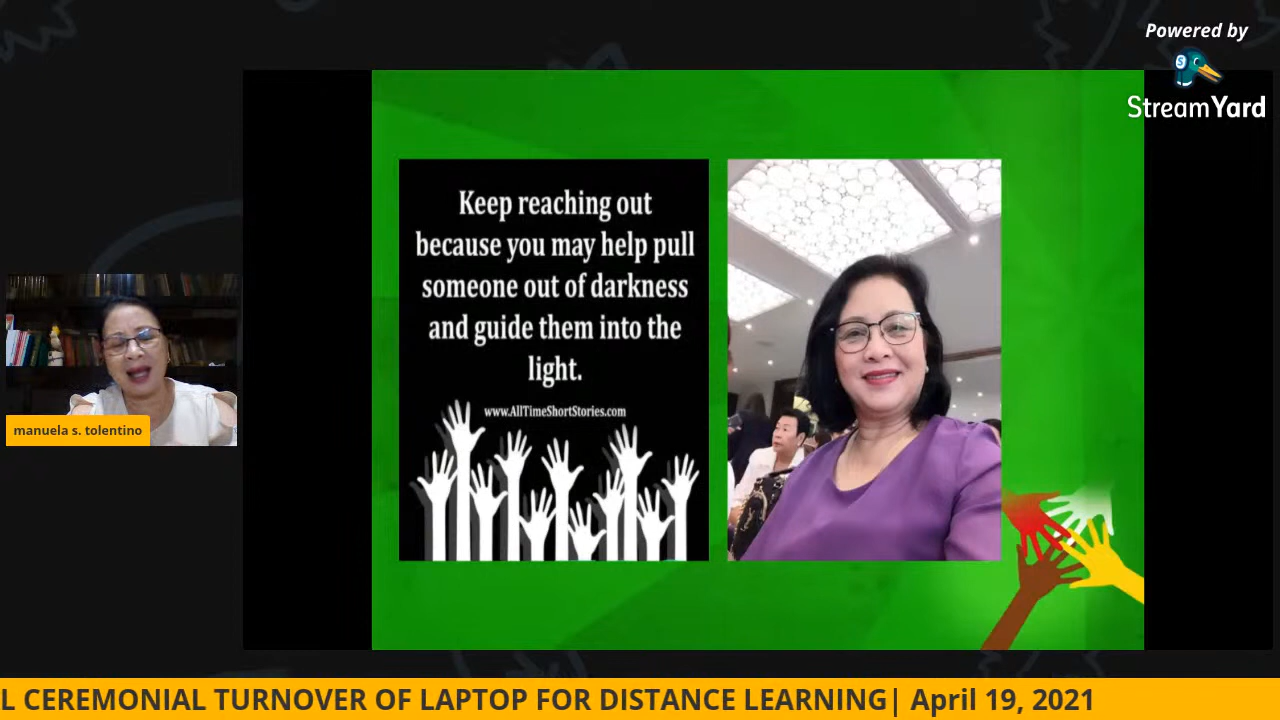 Powered by
StreamYard
Keep reaching out
because you may help pull
someone out of darkness
and guide them into the
light.
www.AllTimeShortStories.com
manuela s. tolentino
L CEREMONIAL TURNOVER OF LAPTOP FOR DISTANCE LEARNING| April 19, 2021